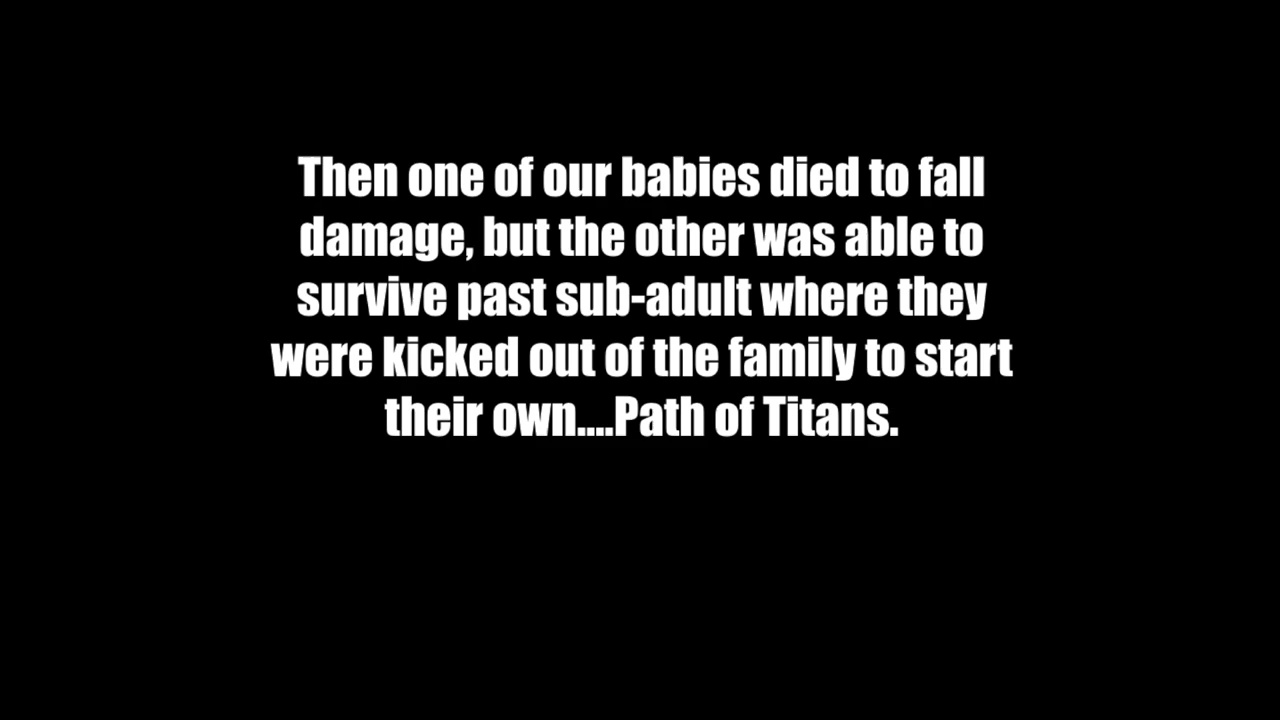 Then one of our babies died to fall
damage, but the other was able to
survive past sub-adult where they
were kicked out of the family to start
their own....Path of Titans.